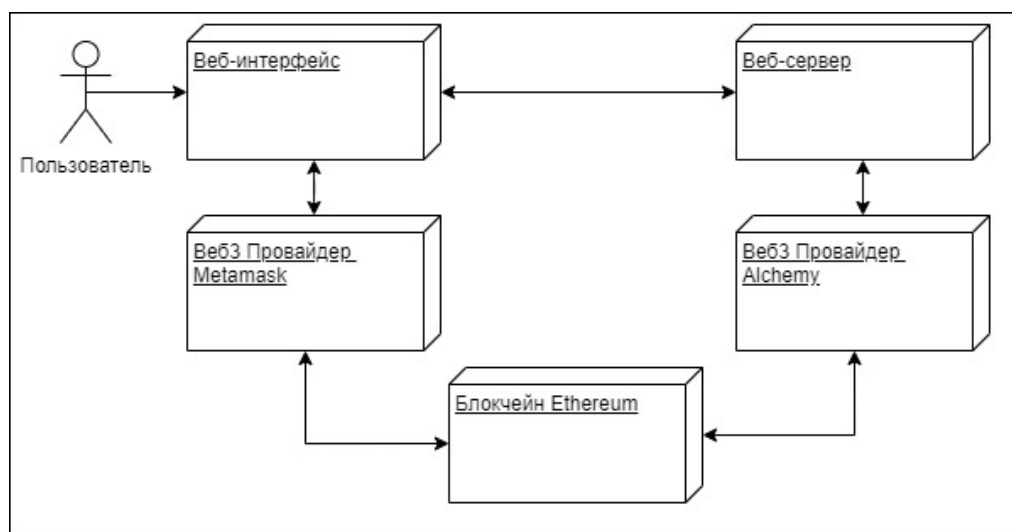 Веб-интерфейс
Веб-сервер
Пользователь
Веб3 Провайдер
Metamask
Веб3 Провайдер
Alchemy
Блокчейн Ethereum